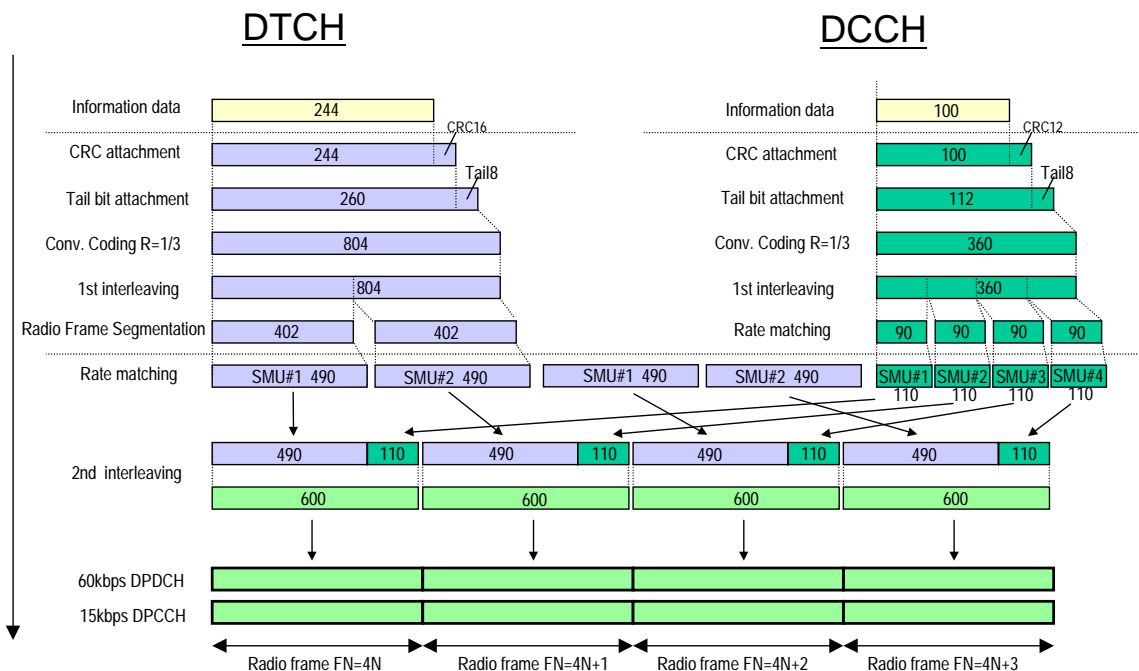 DTCH DCCH
Information data 244 Information data 100
CRC16 CRC12
CRC attachment 244 CRC attachment 100
Tail8 Tail8
Tail bit attachment 260 Tail bit attachment 112
Conv. Coding R=1/3 804 Conv. Coding R=1/3 360
1st interleaving 804 1st interleaving 360
Radio Frame Segmentation 402 402 Rate matching 90 90 90 90
Rate matching SMU#1 490 SMU#2 490 SMU#1 490 SMU#2 490 SMU#1 SMU#2 SMU#3 SMU#4
110 110 110 110
490 110 490 110 490 110 490 110
2nd interleaving
600 600 600 600
60kbps DPDCH
15kbps DPCCH
Radio frame FN=4N Radio frame FN=4N+1 Radio frame FN=4N+2 Radio frame FN=4N+3